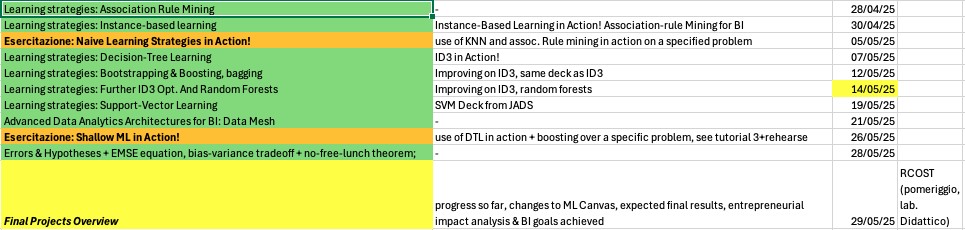 Learning strategies: Association Rule Mining - 28/04/25
Learning strategies: Instance-based learning Instance-Based Learning in Action! Association-rule Mining for BI 30/04/25
Esercitazione: Naive Learning Strategies in Action! use of KNN and assoc. Rule mining in action on a specified problem 05/05/25
Learning strategies: Decision-Tree Learning ID3 in Action! 07/05/25
Learning strategies: Bootstrapping & Boosting, bagging Improving on ID3, same deck as ID3 12/05/25
Learning strategies: Further ID3 Opt. And Random Forests Improving on ID3, random forests 14/05/25
Learning strategies: Support-Vector Learning SVM Deck from JADS 19/05/25
Advanced Data Analytics Architectures for BI: Data Mesh - 21/05/25
Esercitazione: Shallow ML in Action! use of DTL in action + boosting over a specific problem, see tutorial 3+rehearse 26/05/25
Errors & Hypotheses + EMSE equation, bias-variance tradeoff + no-free-lunch theorem; - 28/05/25
RCOST
(pomeriggio,
progress so far, changes to ML Canvas, expected final results, entrepreneurial lab.
Final Projects Overview impact analysis & BI goals achieved 29/05/25 Didattico)